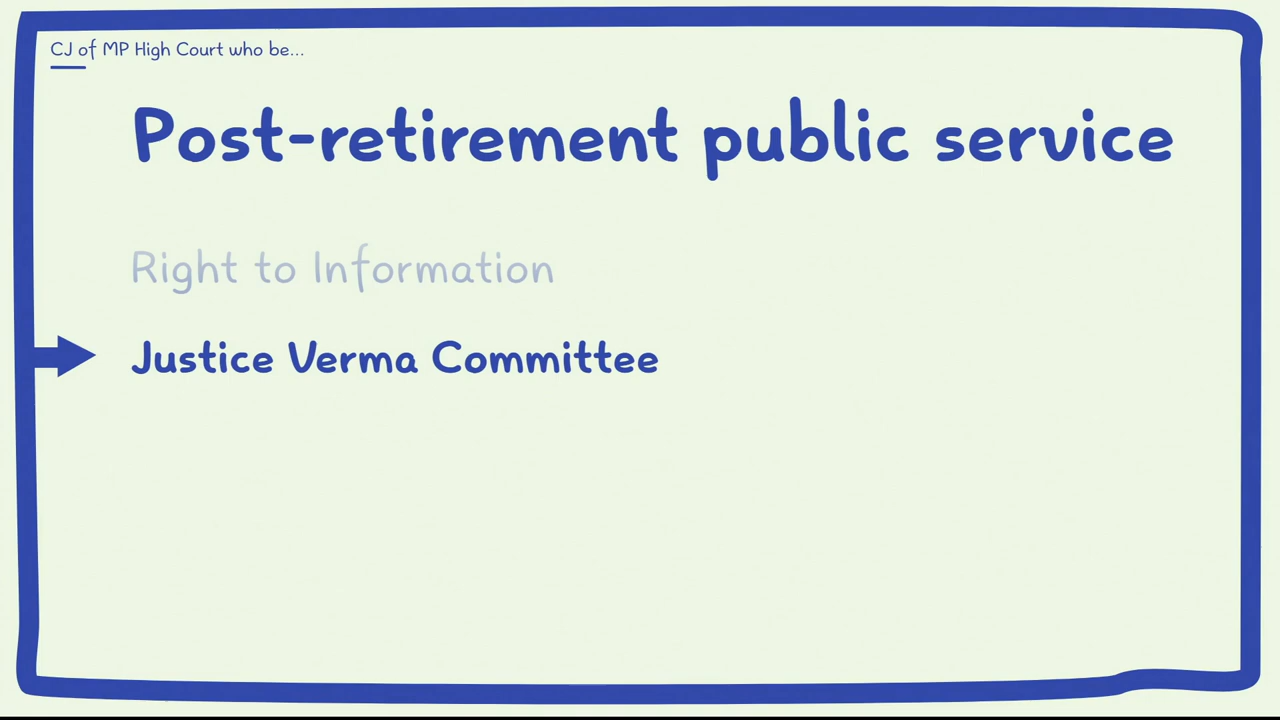 CJ of MP High Court who be...
Post-retirement public service
Right to Information
Justice Verma Committee